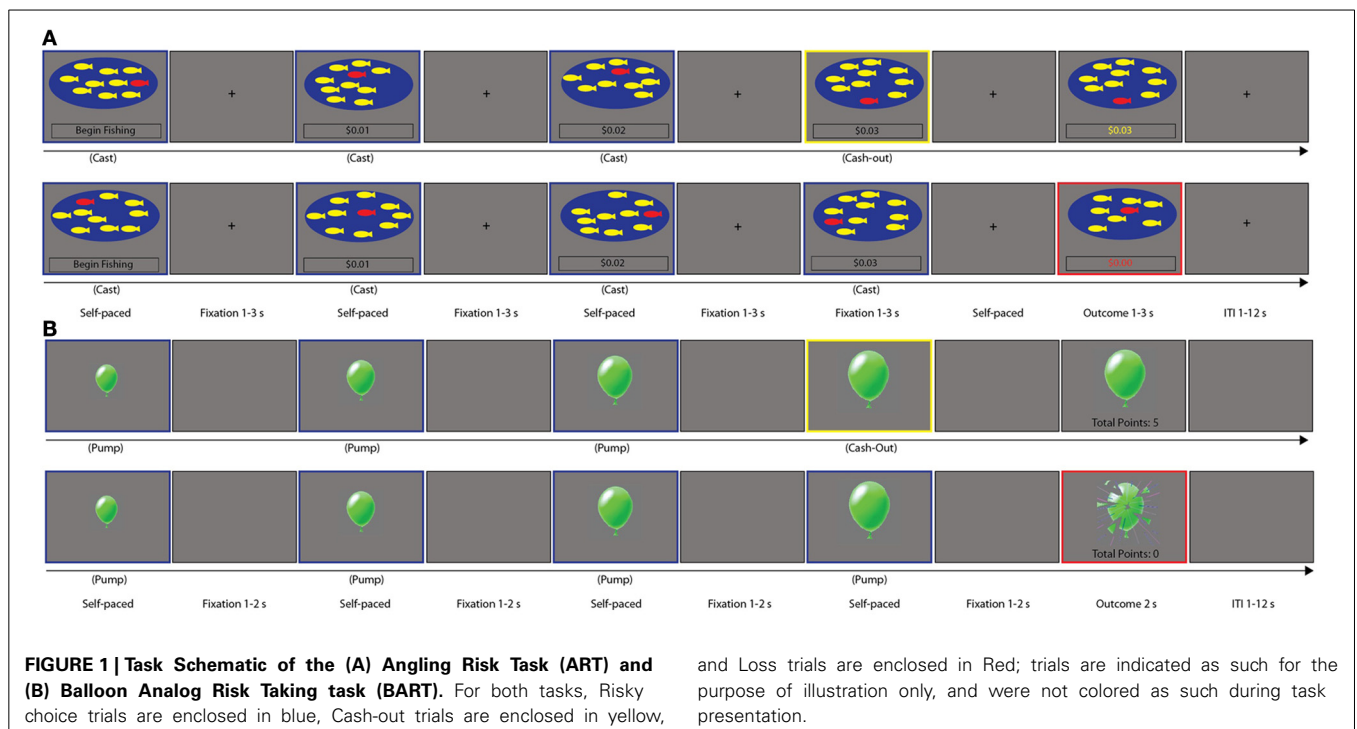 A
Begin Fishing
$0.01
$0.02
$0.03
$0.03
(Cast)
(Cast)
(Cast)
(Cash-out)
Begin Fishing
$0.01
$0.02
$0.03
$0.00
(Cast)
(Cast)
(Cast)
(Cast)
Self-paced
Fixation 1-3 s
Self-paced
Fixation 1-3 s
Self-paced
Fixation 1-3 s
Fixation 1-3 s
Self-paced
Outcome 1-3 s
ITI 1-12 s
B
Total Points: 5
(Pump)
(Pump)
(Pump)
(Cash-Out)
Total Points: 0
(Pump)
(Pump)
(Pump)
(Pump)
Self-paced
Fixation 1-2 s
Self-paced
Fixation 1-2 s
Self-paced
Fixation 1-2 s
Self-paced
Fixation 1-2 s
Outcome 2 s
ITI 1-12 s
FIGURE 1 | Task Schematic of the (A) Angling Risk Task (ART) and
(B) Balloon Analog Risk Taking task (BART). For both tasks, Risky
choice trials are enclosed in blue, Cash-out trials are enclosed in yellow,
and Loss trials are enclosed in Red; trials are indicated as such for the
purpose of illustration only, and were not colored as such during task
presentation.